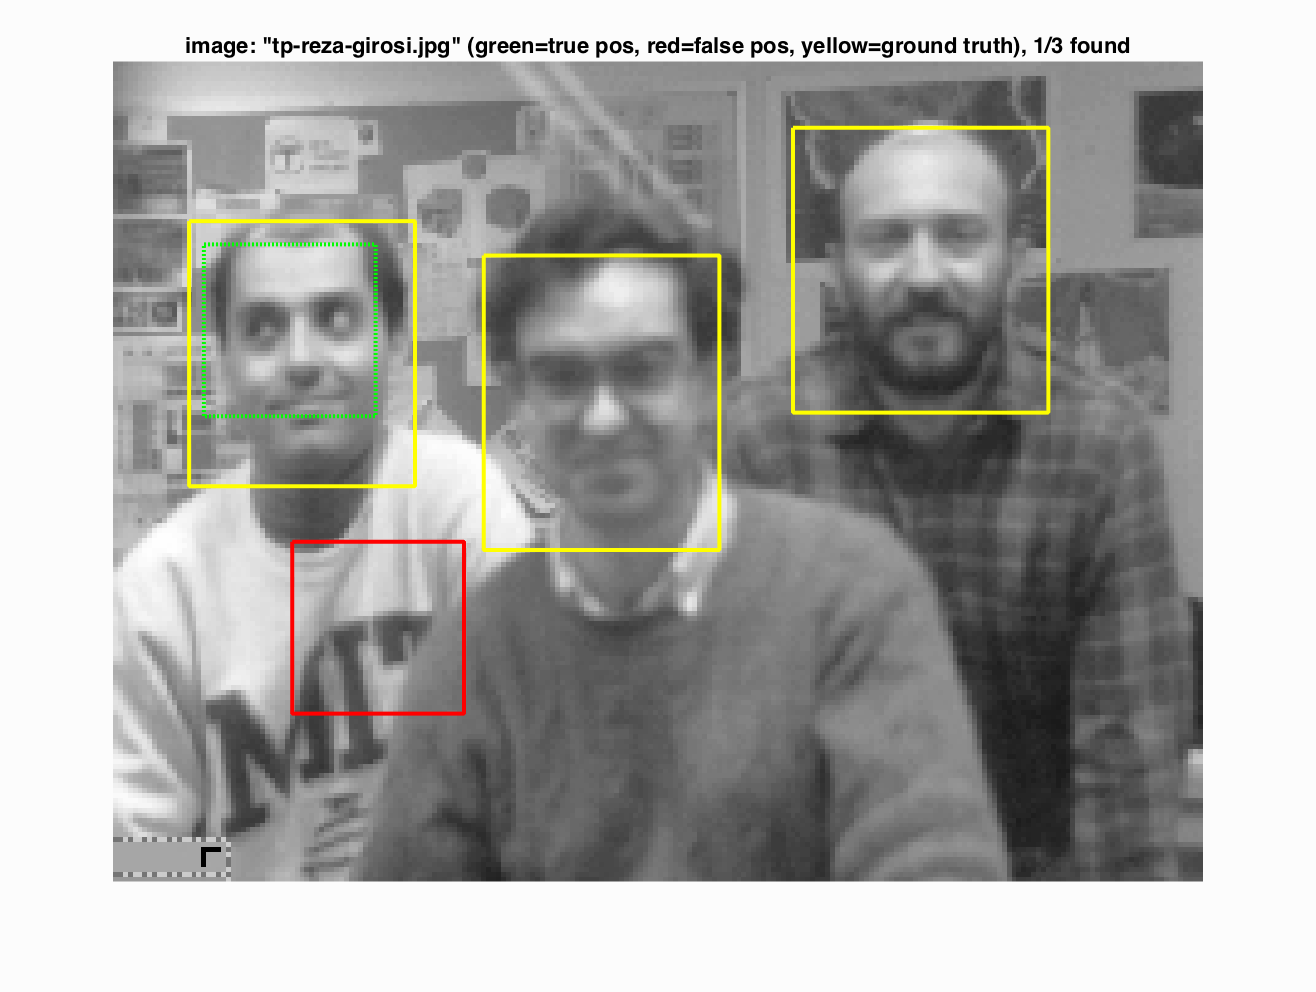 image: "tp-reza-girosi.jpg" (green=true pos, red=false pos, yellow=ground truth), 1/3 found
MIT